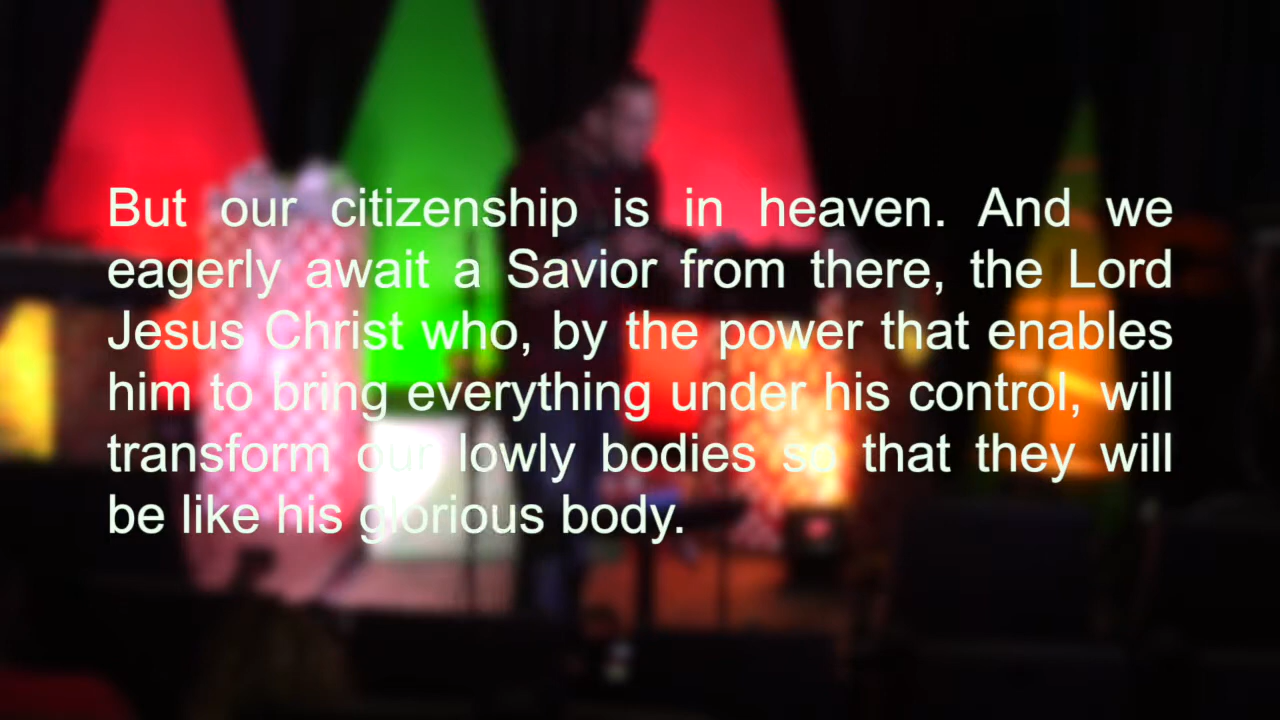 But our citizenship is in heaven. And we
eagerly await a Savior from there, the Lord
Jesus Christ who, by the power that enables
him to bring everything under his control, will
transform our lowly bodies so that they will
be like his glorious body.